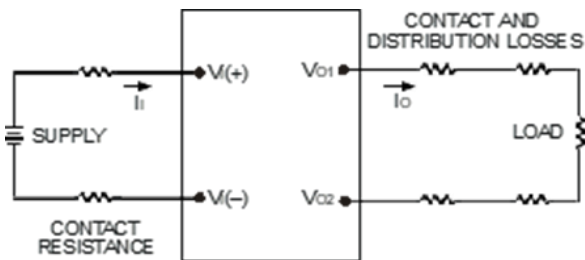 CONTACT AND
DISTRIBUTION LOSSES
VI(+)
VO1
II
IO
SUPPLY
LOAD
VI(–)
VO2
CONTACT
RESISTANCE